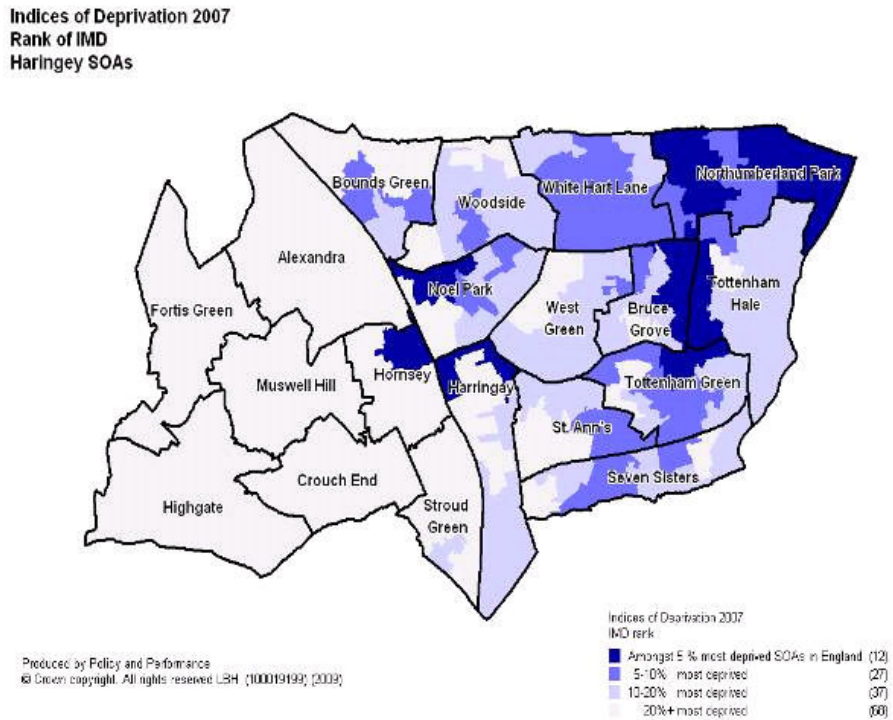 Indices of Deprivation 2007
Rank of IMD
Haringey SOAs
Northumberland Park
Bounds Green
White Hart Lane
Woodside
Alexandra
Noel Park
Tottenham
Hale
Fortis Green
West
Green
Bruce
Grove
Hornsey
Muswell Hill
Harringay
Tottenham Green
St. Ann's
Crouch End
Seven Sisters
Highgate
Stroud
Green
Indices of Deprivation 2007
IMD rank
Amongst 5 % most deprived SOAs in England (12)
5-10% most deprived (27)
10-20% most deprived (37)
20%+ most deprived (68)
Produced by Policy and Performance
© Crown copyright. All rights reserved LBH (100019199) (2009)